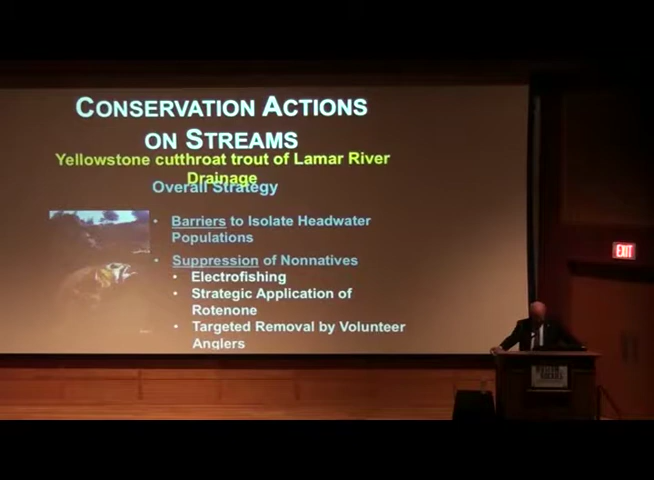 CONSERVATION ACTIONS
ON STREAMS
Yellowstone cutthroat trout of Lamar River
Drainage
Overall Strategy
• Barriers to Isolate Headwater
Populations
• Suppression of Nonnatives
• Electrofishing
• Strategic Application of
Rotenone
• Targeted Removal by Volunteer
Anglers
EXIT